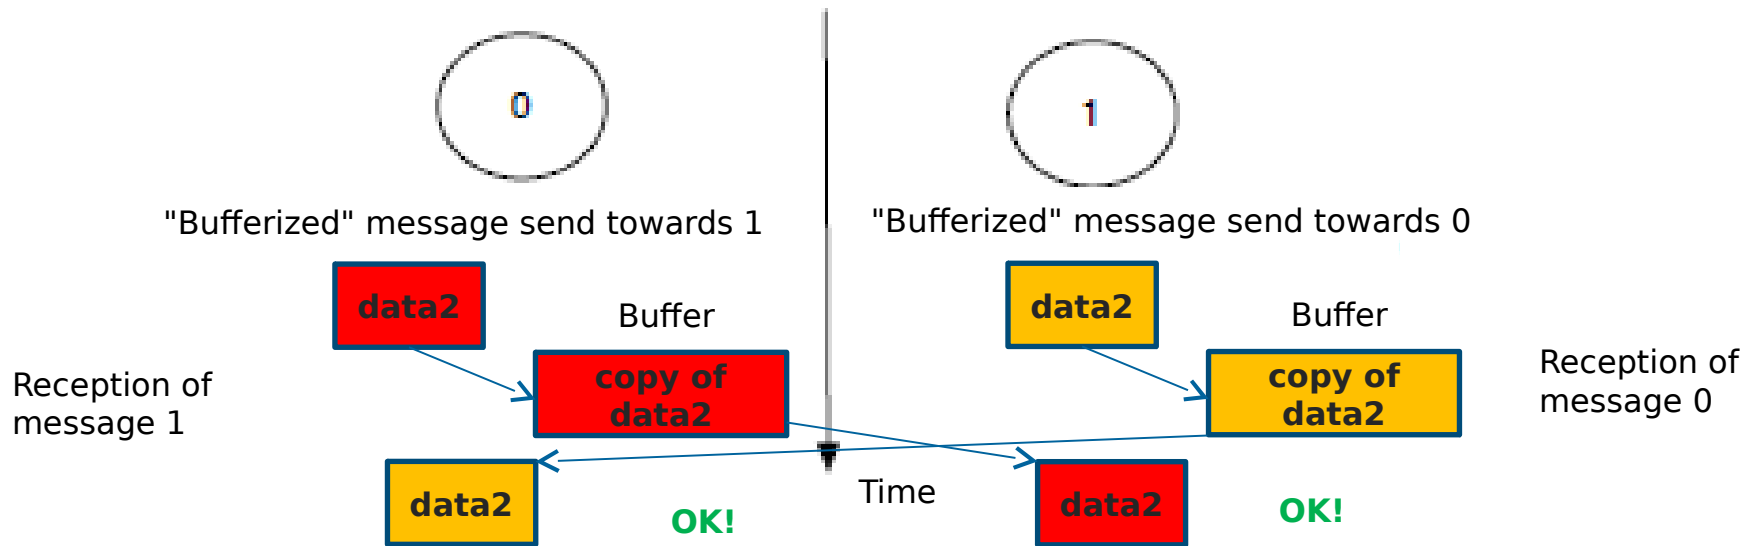 0
1
"Bufferized" message send towards 1
"Bufferized" message send towards 0
data2
Buffer
data2
Buffer
Reception of
message 1
copy of
data2
copy of
data2
Reception of
message 0
data2
OK!
Time
data2
OK!